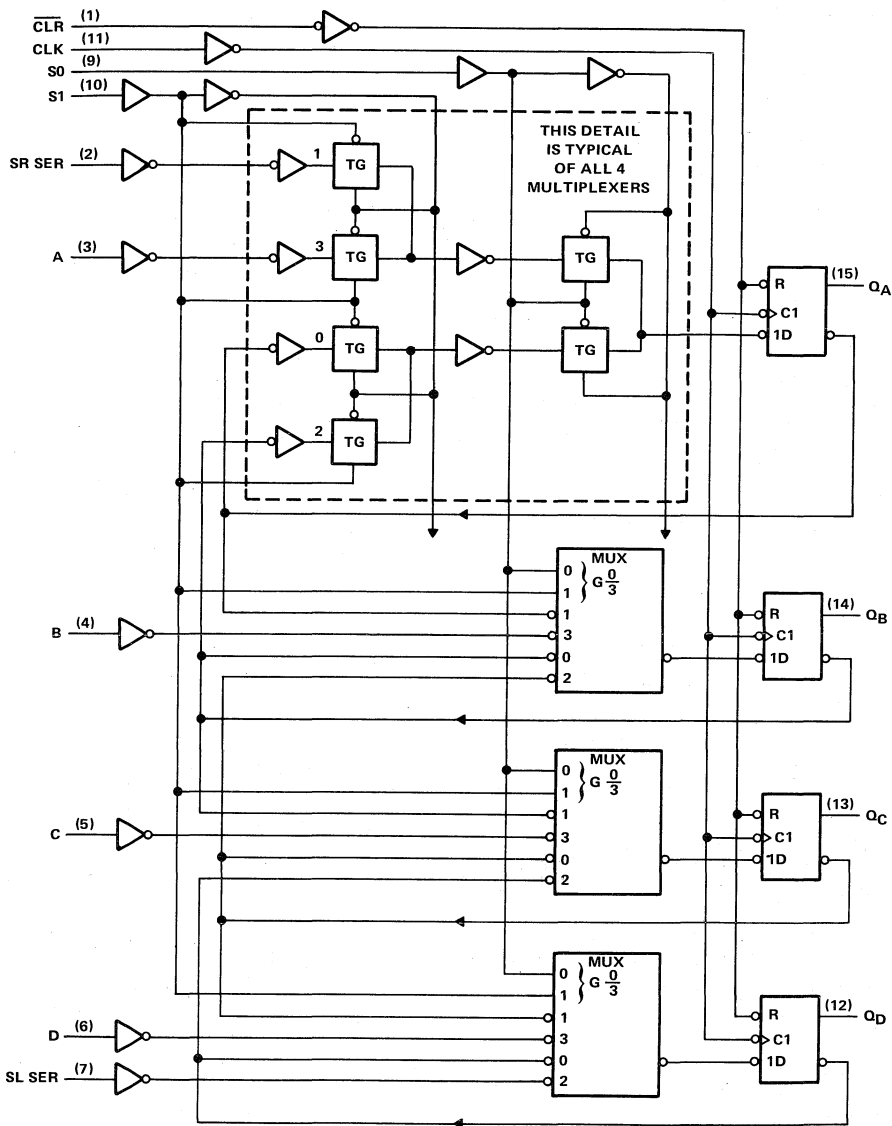 CLR (1)
CLK (11)
S0 (9)
S1 (10)
THIS DETAIL
IS TYPICAL
OF ALL 4
MULTIPLEXERS
SR SER (2)
1 TG
A (3)
3 TG
TG
0 TG
TG
2 TG
R (15) QA
C1
1D
MUX
0
1
G 0/3
1
B (4)
3
0
2
R (14) QB
C1
1D
MUX
0
1
G 0/3
1
C (5)
3
0
2
R (13) QC
C1
1D
MUX
0
1
G 0/3
1
D (6)
3
0
SL SER (7)
2
R (12) QD
C1
1D